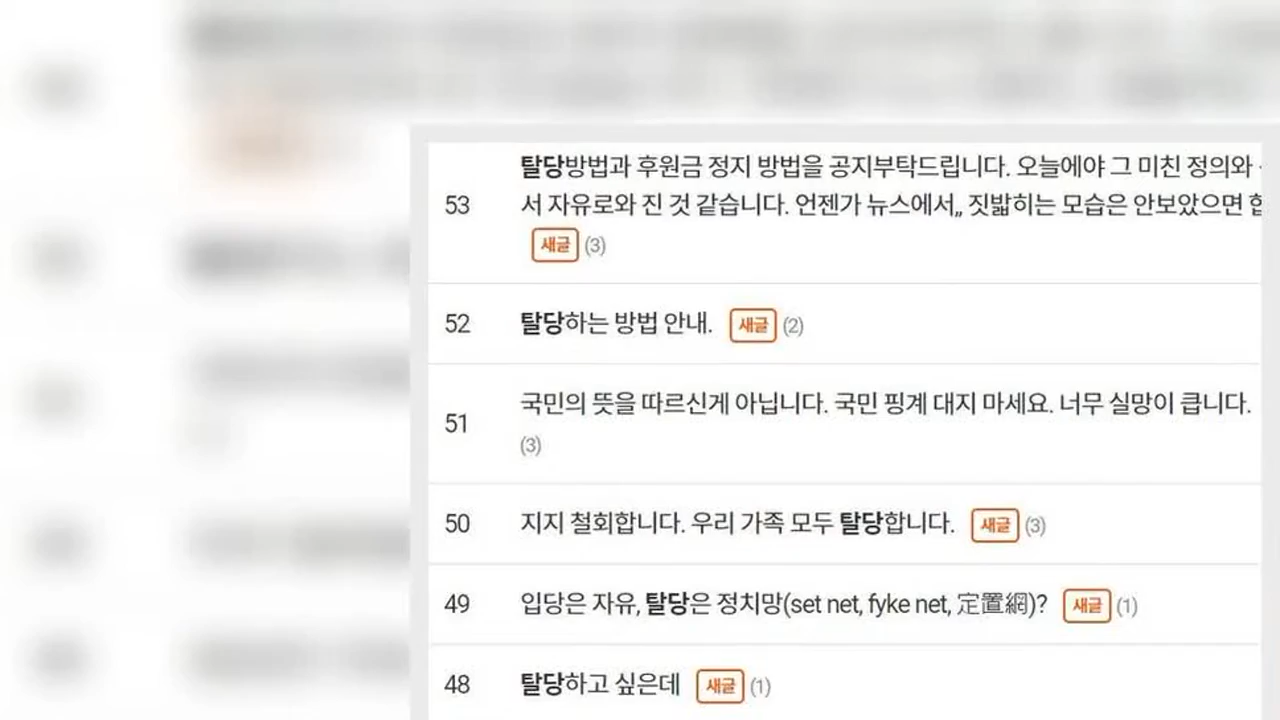 탈당방법과 후원금 정지 방법을 공지부탁드립니다. 오늘에야 그 미친 정의와
53
서 자유로와 진 것 같습니다. 언젠가 뉴스에서,, 짓밟히는 모습은 안보았으면 합
새글 (3)
52 탈당하는 방법 안내. 새글 (2)
국민의 뜻을 따르신게 아닙니다. 국민 핑계 대지 마세요. 너무 실망이 큽니다.
51
(3)
50 지지 철회합니다. 우리 가족 모두 탈당합니다. 새글 (3)
49 입당은 자유, 탈당은 정치망(set net, fyke net, 定置網)? 새글 (1)
48 탈당하고 싶은데 새글 (1)